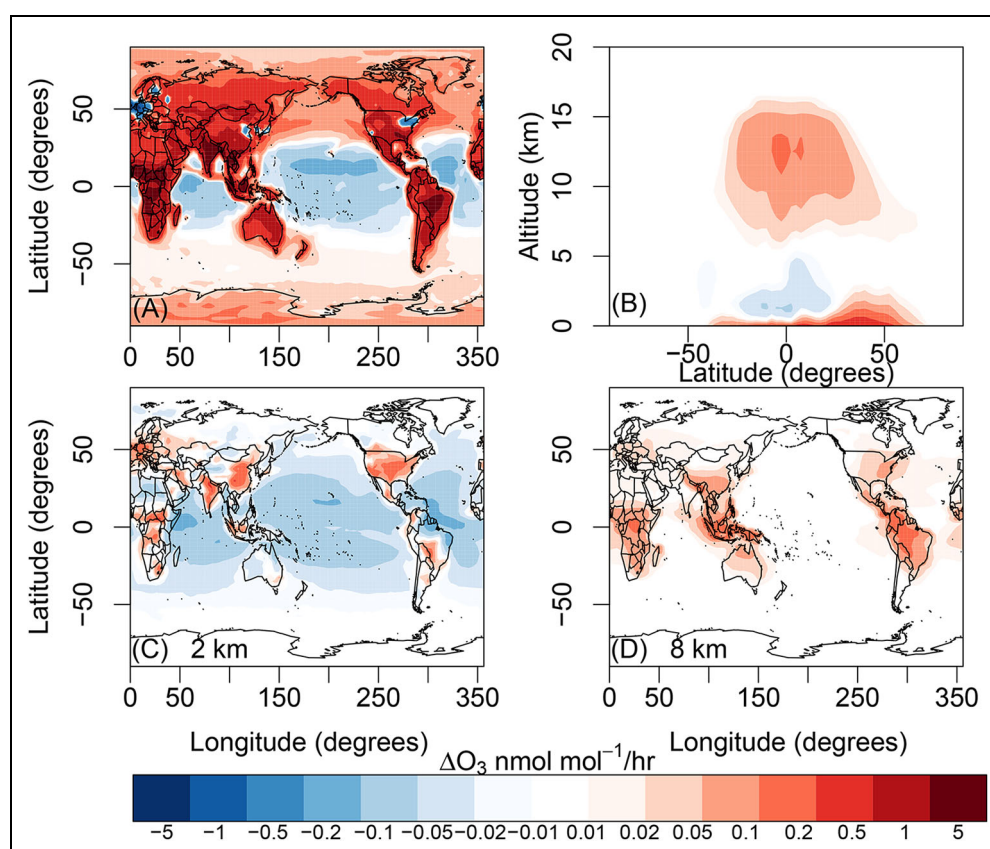 Latitude (degrees)
50
0
−50
(A)
0 50 150 250 350
Altitude (km)
20
15
10
5
0
(B)
−50 0 50
Latitude (degrees)
Latitude (degrees)
50
0
−50
(C) 2 km
0 50 150 250 350
Longitude (degrees)
50
0
−50
(D) 8 km
0 50 150 250 350
Longitude (degrees)
ΔO₃ nmol mol⁻¹/hr
−5 −1 −0.5 −0.2 −0.1 −0.05 −0.02 −0.01 0.01 0.02 0.05 0.1 0.2 0.5 1 5